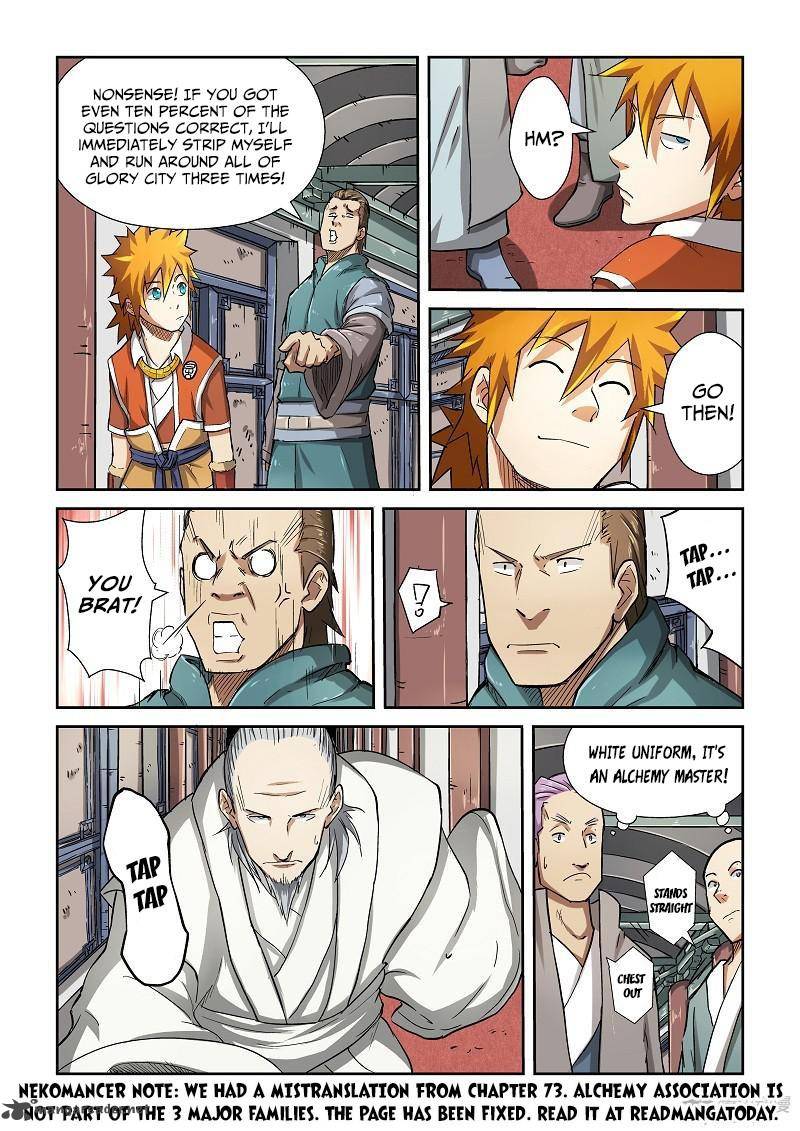 NONSENSE! IF YOU GOT
EVEN TEN PERCENT OF THE
QUESTIONS CORRECT, I'LL
IMMEDIATELY STRIP MYSELF
AND RUN AROUND ALL OF
GLORY CITY THREE TIMES!
HM?
GO
THEN!
YOU
BRAT!
!
TAP...
TAP...
TAP
TAP
WHITE UNIFORM, IT'S
AN ALCHEMY MASTER!
STANDS
STRAIGHT
CHEST
OUT
NEKOMANCER NOTE: WE HAD A MISTRANSLATION FROM CHAPTER 73. ALCHEMY ASSOCIATION IS
NOT PART OF THE 3 MAJOR FAMILIES. THE PAGE HAS BEEN FIXED. READ IT AT READMANGATODAY.